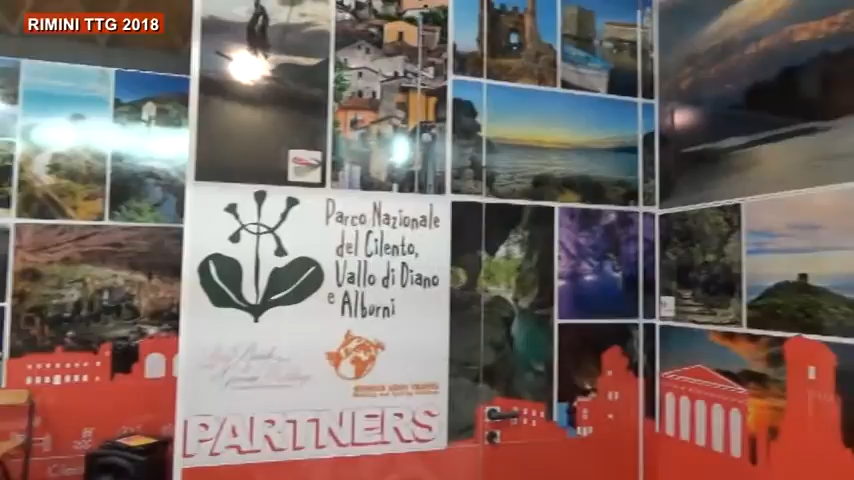 RIMINI TTG 2018
Parco Nazionale
del Cilento,
Vallo di Diano
e Alburni
PARTNERS